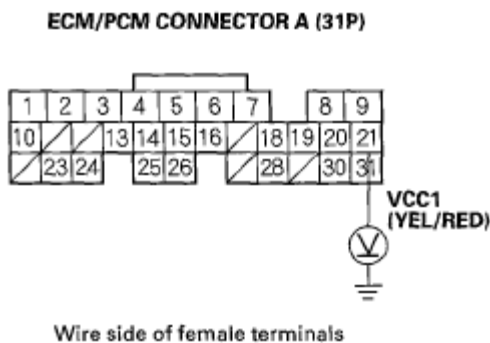 ECM/PCM CONNECTOR A (31P)
1 2 3 4 5 6 7 8 9
10 13 14 15 16 18 19 20 21
23 24 25 26 28 30 31
VCC1
(YEL/RED)
V
Wire side of female terminals